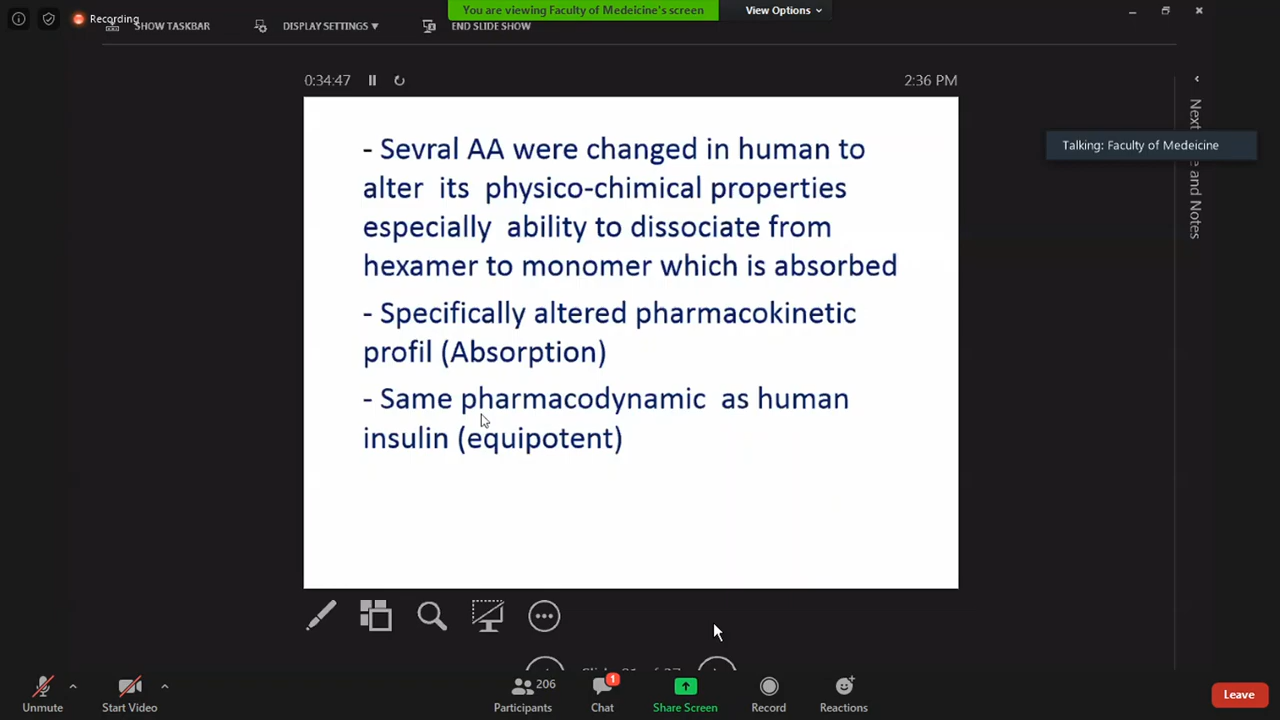 Recording
You are viewing Faculty of Medeicine's screen
View Options
SHOW TASKBAR
DISPLAY SETTINGS
END SLIDE SHOW
0:34:47
2:36 PM
Talking: Faculty of Medeicine
- Sevral AA were changed in human to
alter its physico-chimical properties
especially ability to dissociate from
hexamer to monomer which is absorbed
- Specifically altered pharmacokinetic
profil (Absorption)
- Same pharmacodynamic as human
insulin (equipotent)
Next
and Notes
Unmute
Start Video
206
Participants
1
Chat
Share Screen
Record
Reactions
Leave